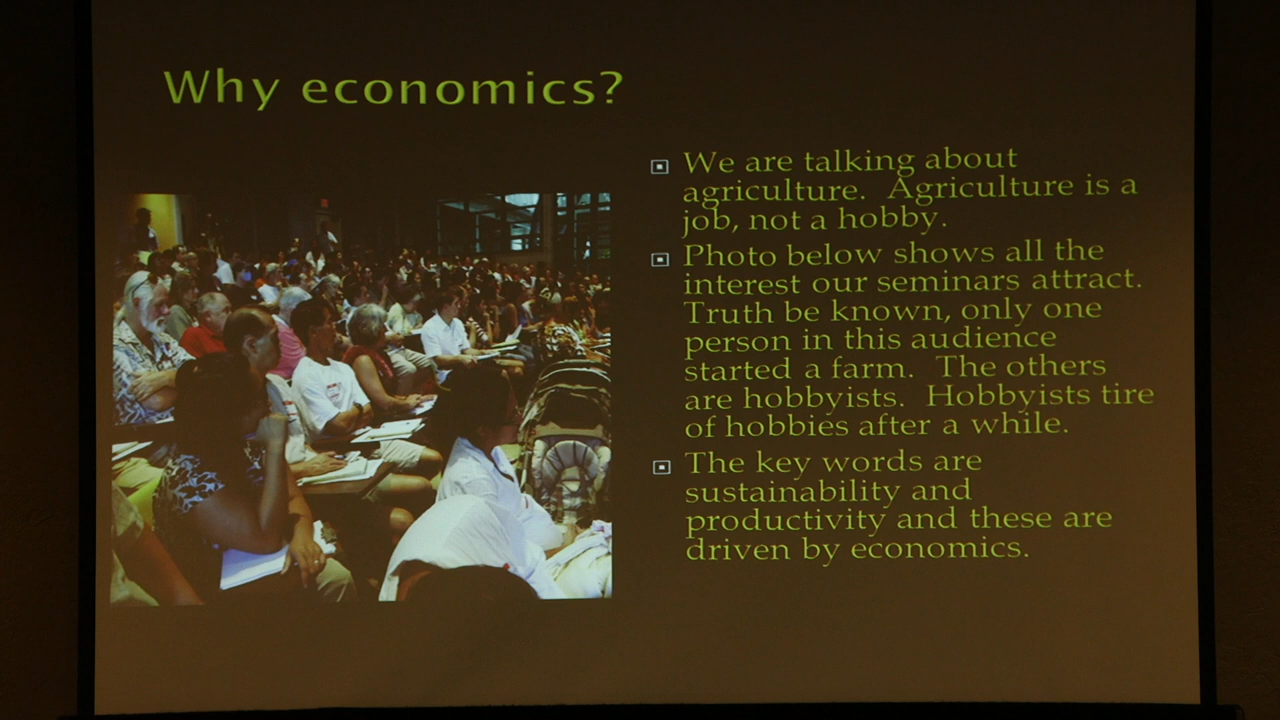 Why economics?
We are talking about
agriculture.  Agriculture is a
job, not a hobby.
Photo below shows all the
interest our seminars attract.
Truth be known, only one
person in this audience
started a farm.  The others
are hobbyists.  Hobbyists tire
of hobbies after a while.
The key words are
sustainability and
productivity and these are
driven by economics.